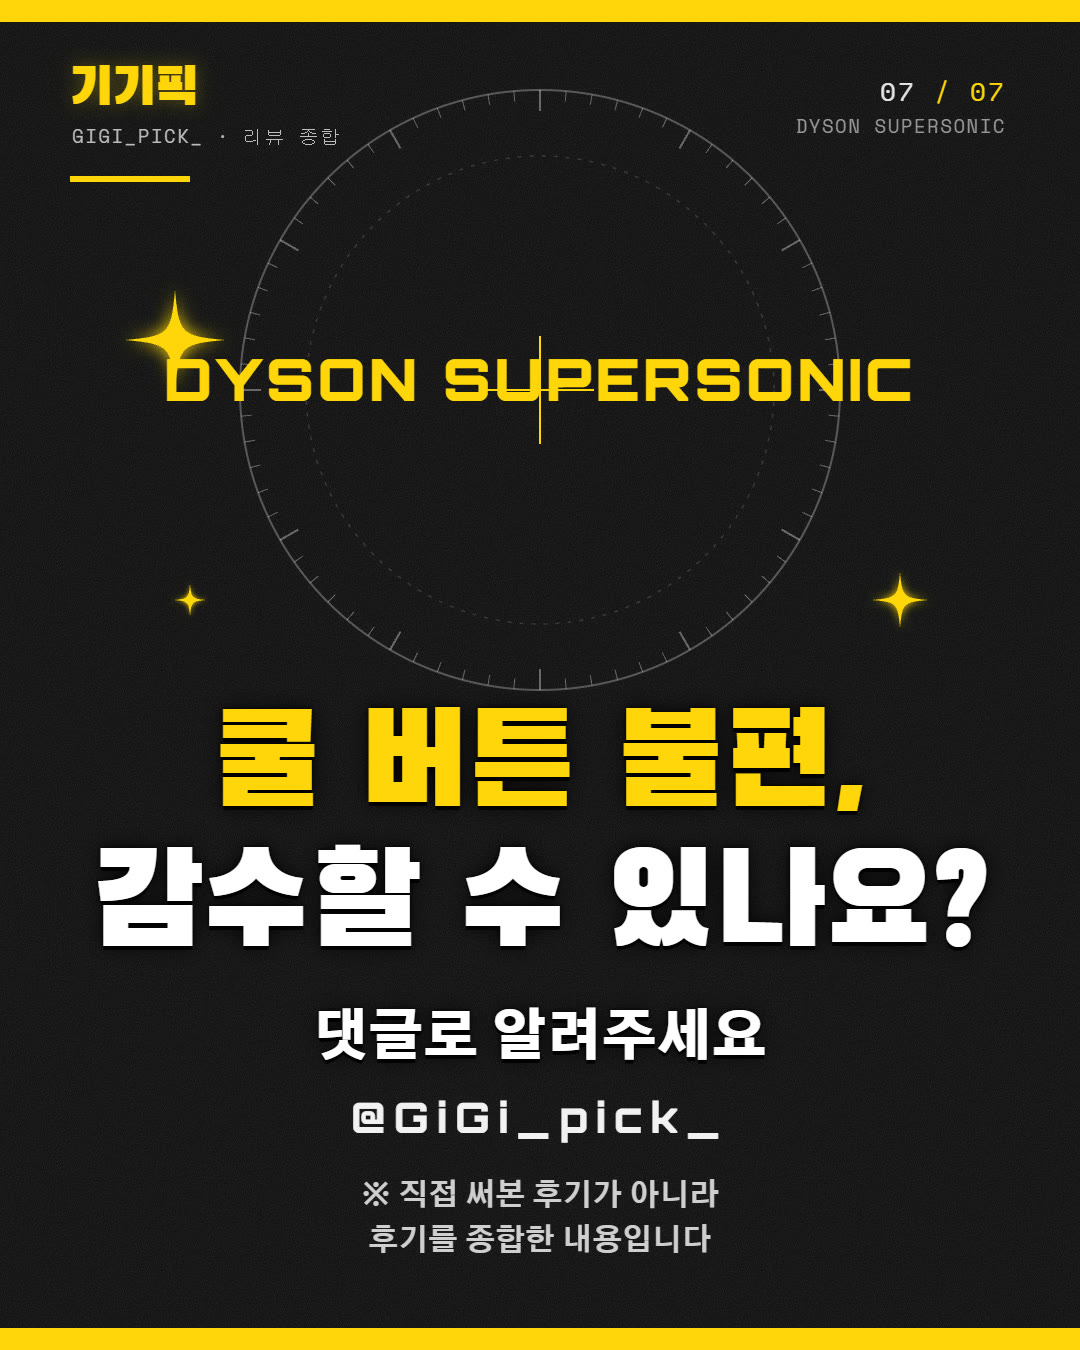 기기픽
GIGI_PICK_ · 리뷰 종합
07 / 07
DYSON SUPERSONIC
DYSON SUPERSONIC
쿨 버튼 불편,
감수할 수 있나요?
댓글로 알려주세요
@GiGi_pick_
※ 직접 써본 후기가 아니라
후기를 종합한 내용입니다